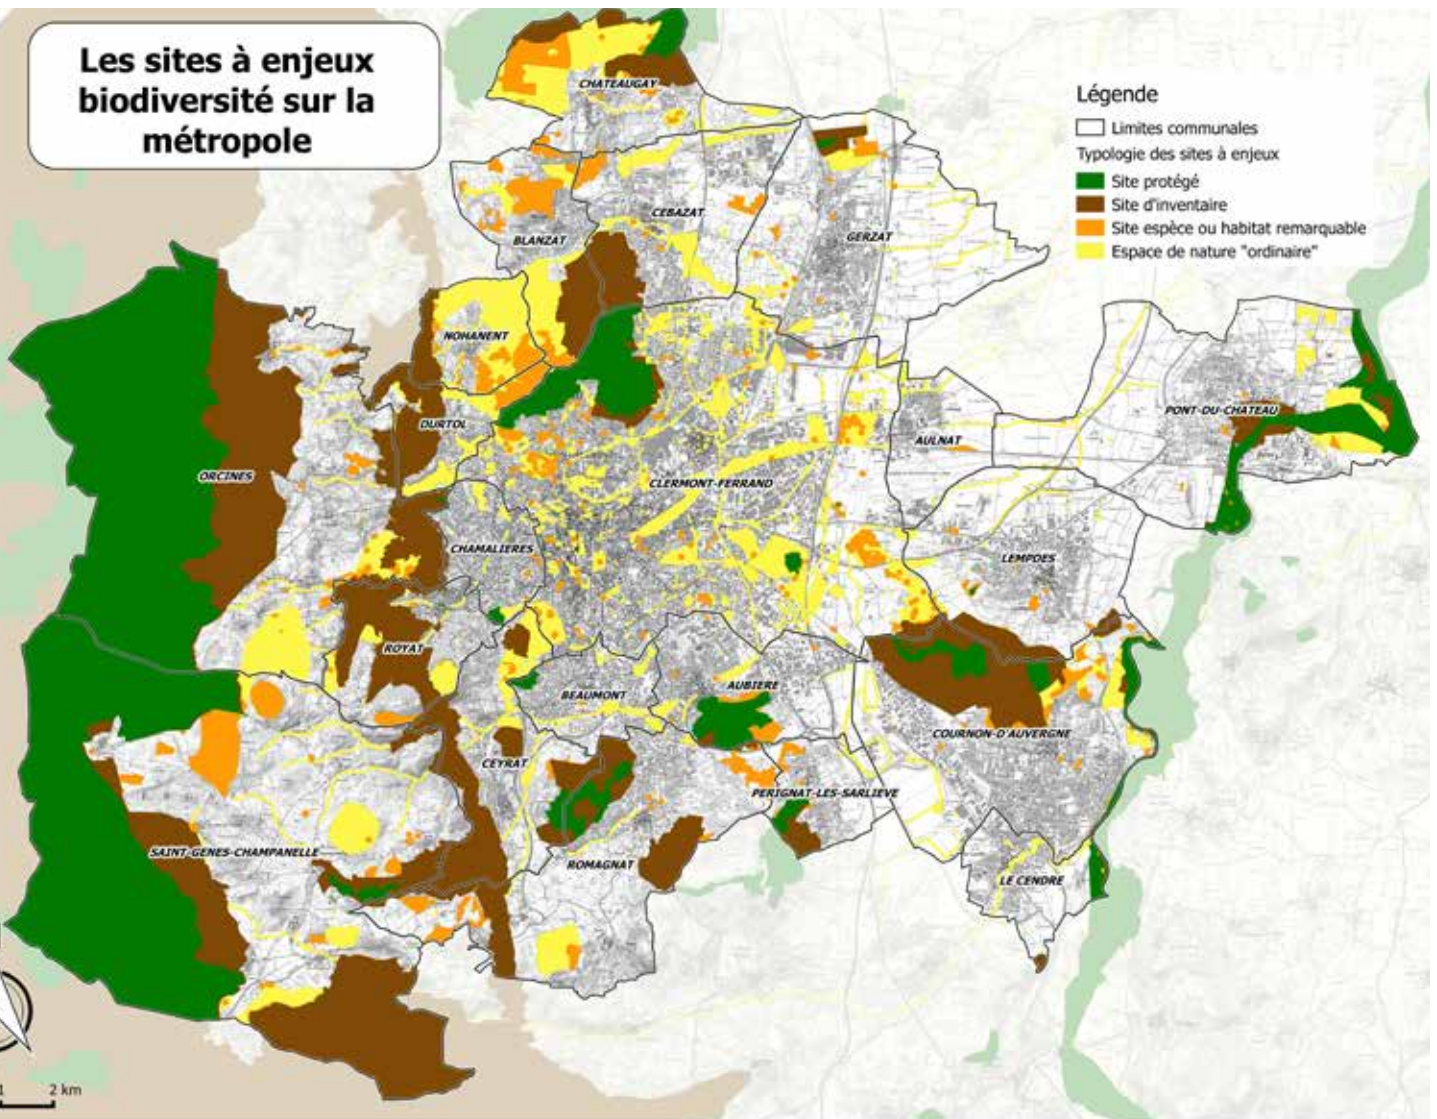 Les sites à enjeux
biodiversité sur la
métropole
Légende
Limites communales
Typologie des sites à enjeux
Site protégé
Site d'inventaire
Site espèce ou habitat remarquable
Espace de nature "ordinaire"
CHATEAUGAY
CEBAZAT
BLANZAT
GERZAT
NOHANENT
DURTOL
PONT-DU-CHATEAU
AULNAT
ORCINES
CLERMONT-FERRAND
CHAMALIERES
LEMPDES
ROYAT
BEAUMONT
AUBIERE
COURNON-D'AUVERGNE
CEYRAT
PERIGNAT-LES-SARLIEVE
SAINT-GENES-CHAMPANELLE
ROMAGNAT
LE CENDRE
1 2 km